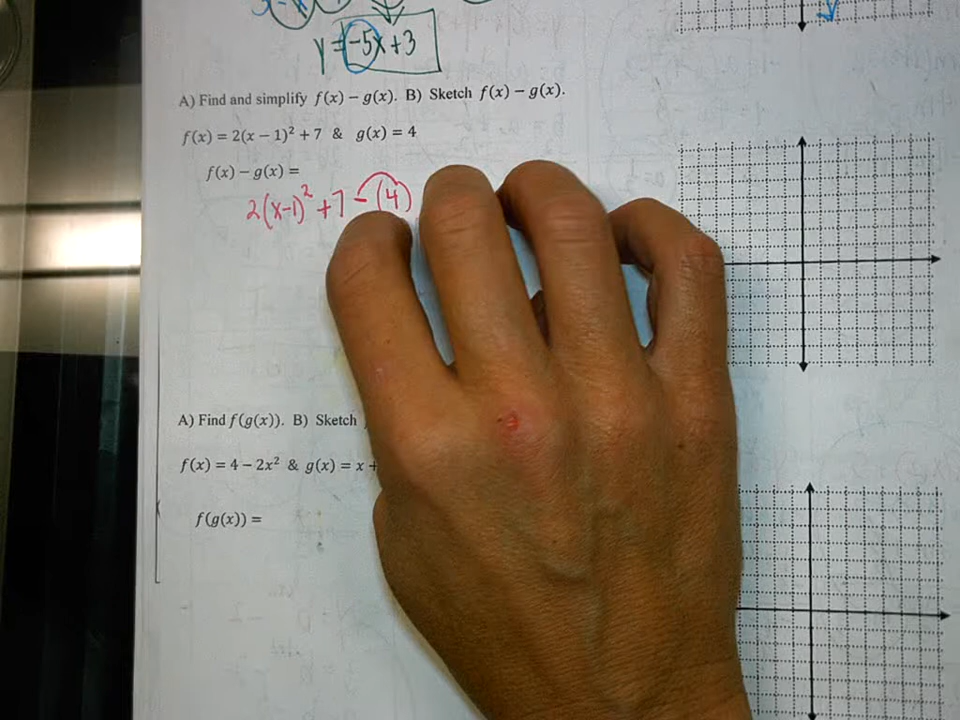 y = -5x+3
A) Find and simplify f(x) − g(x). B) Sketch f(x) − g(x).
f(x) = 2(x − 1)² + 7 & g(x) = 4
f(x) − g(x) =
2(x-1)² +7 - (4)
A) Find f(g(x)). B) Sketch
f(x) = 4 − 2x² & g(x) = x +
f(g(x)) =